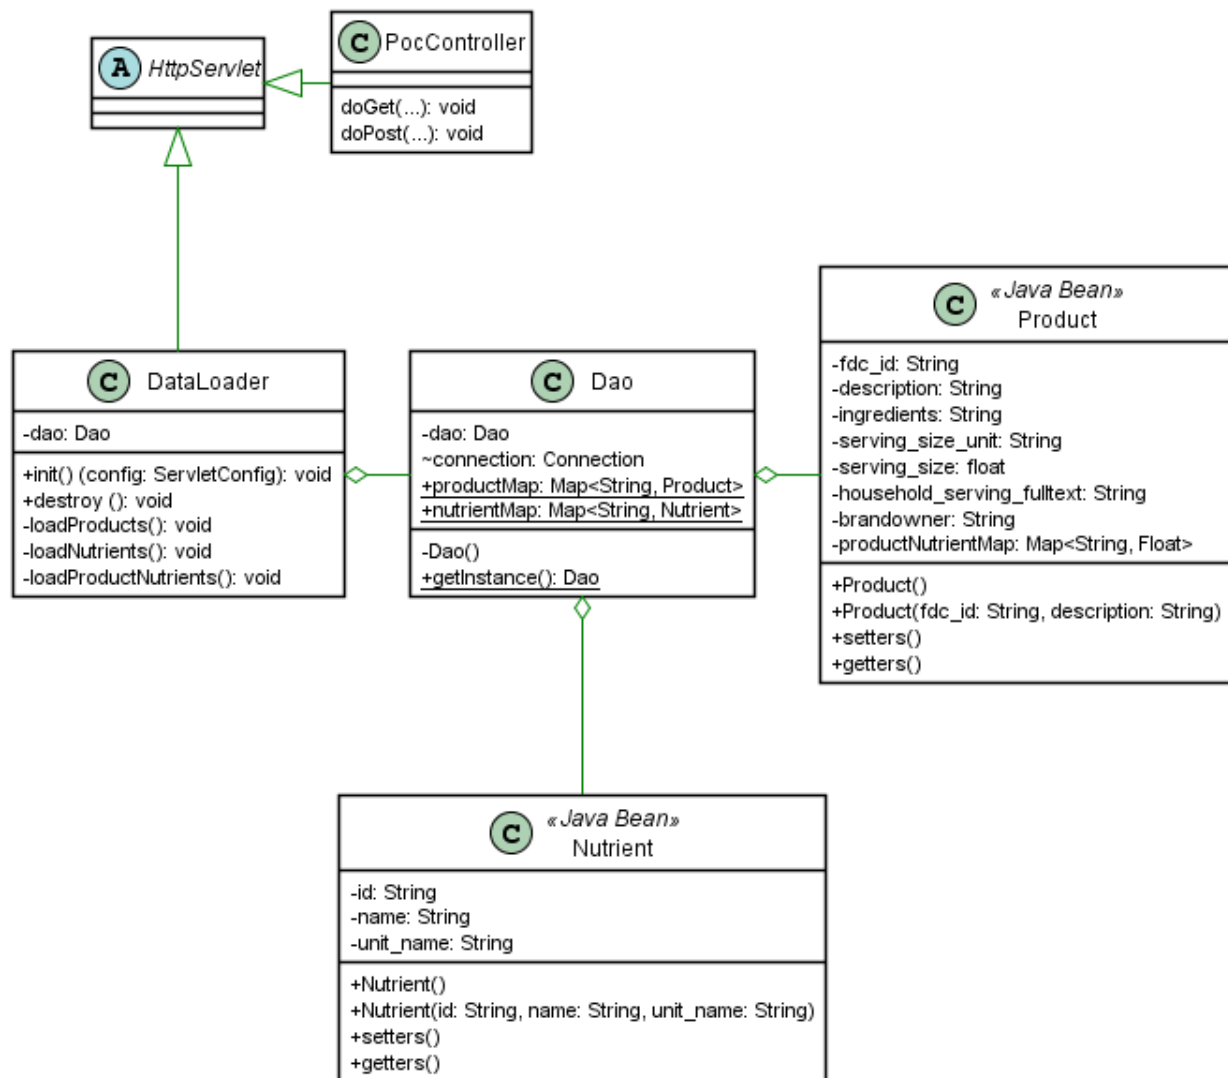 A HttpServlet
C PocController
doGet(...): void
doPost(...): void
C DataLoader
-dao: Dao
+init() (config: ServletConfig): void
+destroy (): void
-loadProducts(): void
-loadNutrients(): void
-loadProductNutrients(): void
C Dao
-dao: Dao
~connection: Connection
+productMap: Map<String, Product>
+nutrientMap: Map<String, Nutrient>
-Dao()
+getInstance(): Dao
C «Java Bean»
Product
-fdc_id: String
-description: String
-ingredients: String
-serving_size_unit: String
-serving_size: float
-household_serving_fulltext: String
-brandowner: String
-productNutrientMap: Map<String, Float>
+Product()
+Product(fdc_id: String, description: String)
+setters()
+getters()
C «Java Bean»
Nutrient
-id: String
-name: String
-unit_name: String
+Nutrient()
+Nutrient(id: String, name: String, unit_name: String)
+setters()
+getters()